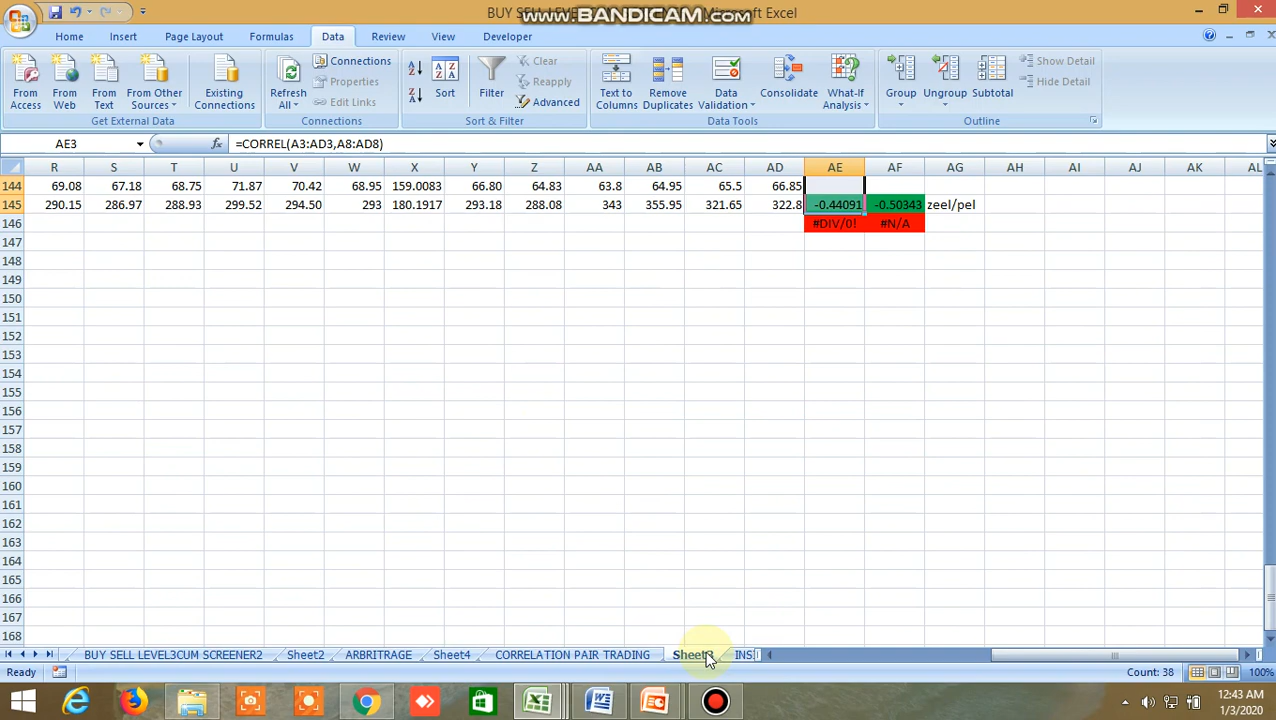 BUY SELL LEVEL3 Microsoft Excel
www.BANDICAM.com
Home Insert Page Layout Formulas Data Review View Developer
From Access From Web From Text From Other Sources Existing Connections
Get External Data
Refresh All Connections Properties Edit Links
Connections
Sort Filter Clear Reapply Advanced
Sort & Filter
Text to Columns Remove Duplicates Data Validation Consolidate What-If Analysis
Data Tools
Group Ungroup Subtotal Show Detail Hide Detail
Outline
AE3 fx =CORREL(A3:AD3,A8:AD8)
R S T U V W X Y Z AA AB AC AD AE AF AG AH AI AJ AK AL
144 69.08 67.18 68.75 71.87 70.42 68.95 159.0083 66.80 64.83 63.8 64.95 65.5 66.85
145 290.15 286.97 288.93 299.52 294.50 293 180.1917 293.18 288.08 343 355.95 321.65 322.8 -0.44091 -0.50343 zeel/pel
146 #DIV/0! #N/A
147
148
149
150
151
152
153
154
155
156
157
158
159
160
161
162
163
164
165
166
167
168
BUY SELL LEVEL3CUM SCREENER2 Sheet2 ARBRITRAGE Sheet4 CORRELATION PAIR TRADING
Ready Count: 38 100%
12:43 AM
1/3/2020